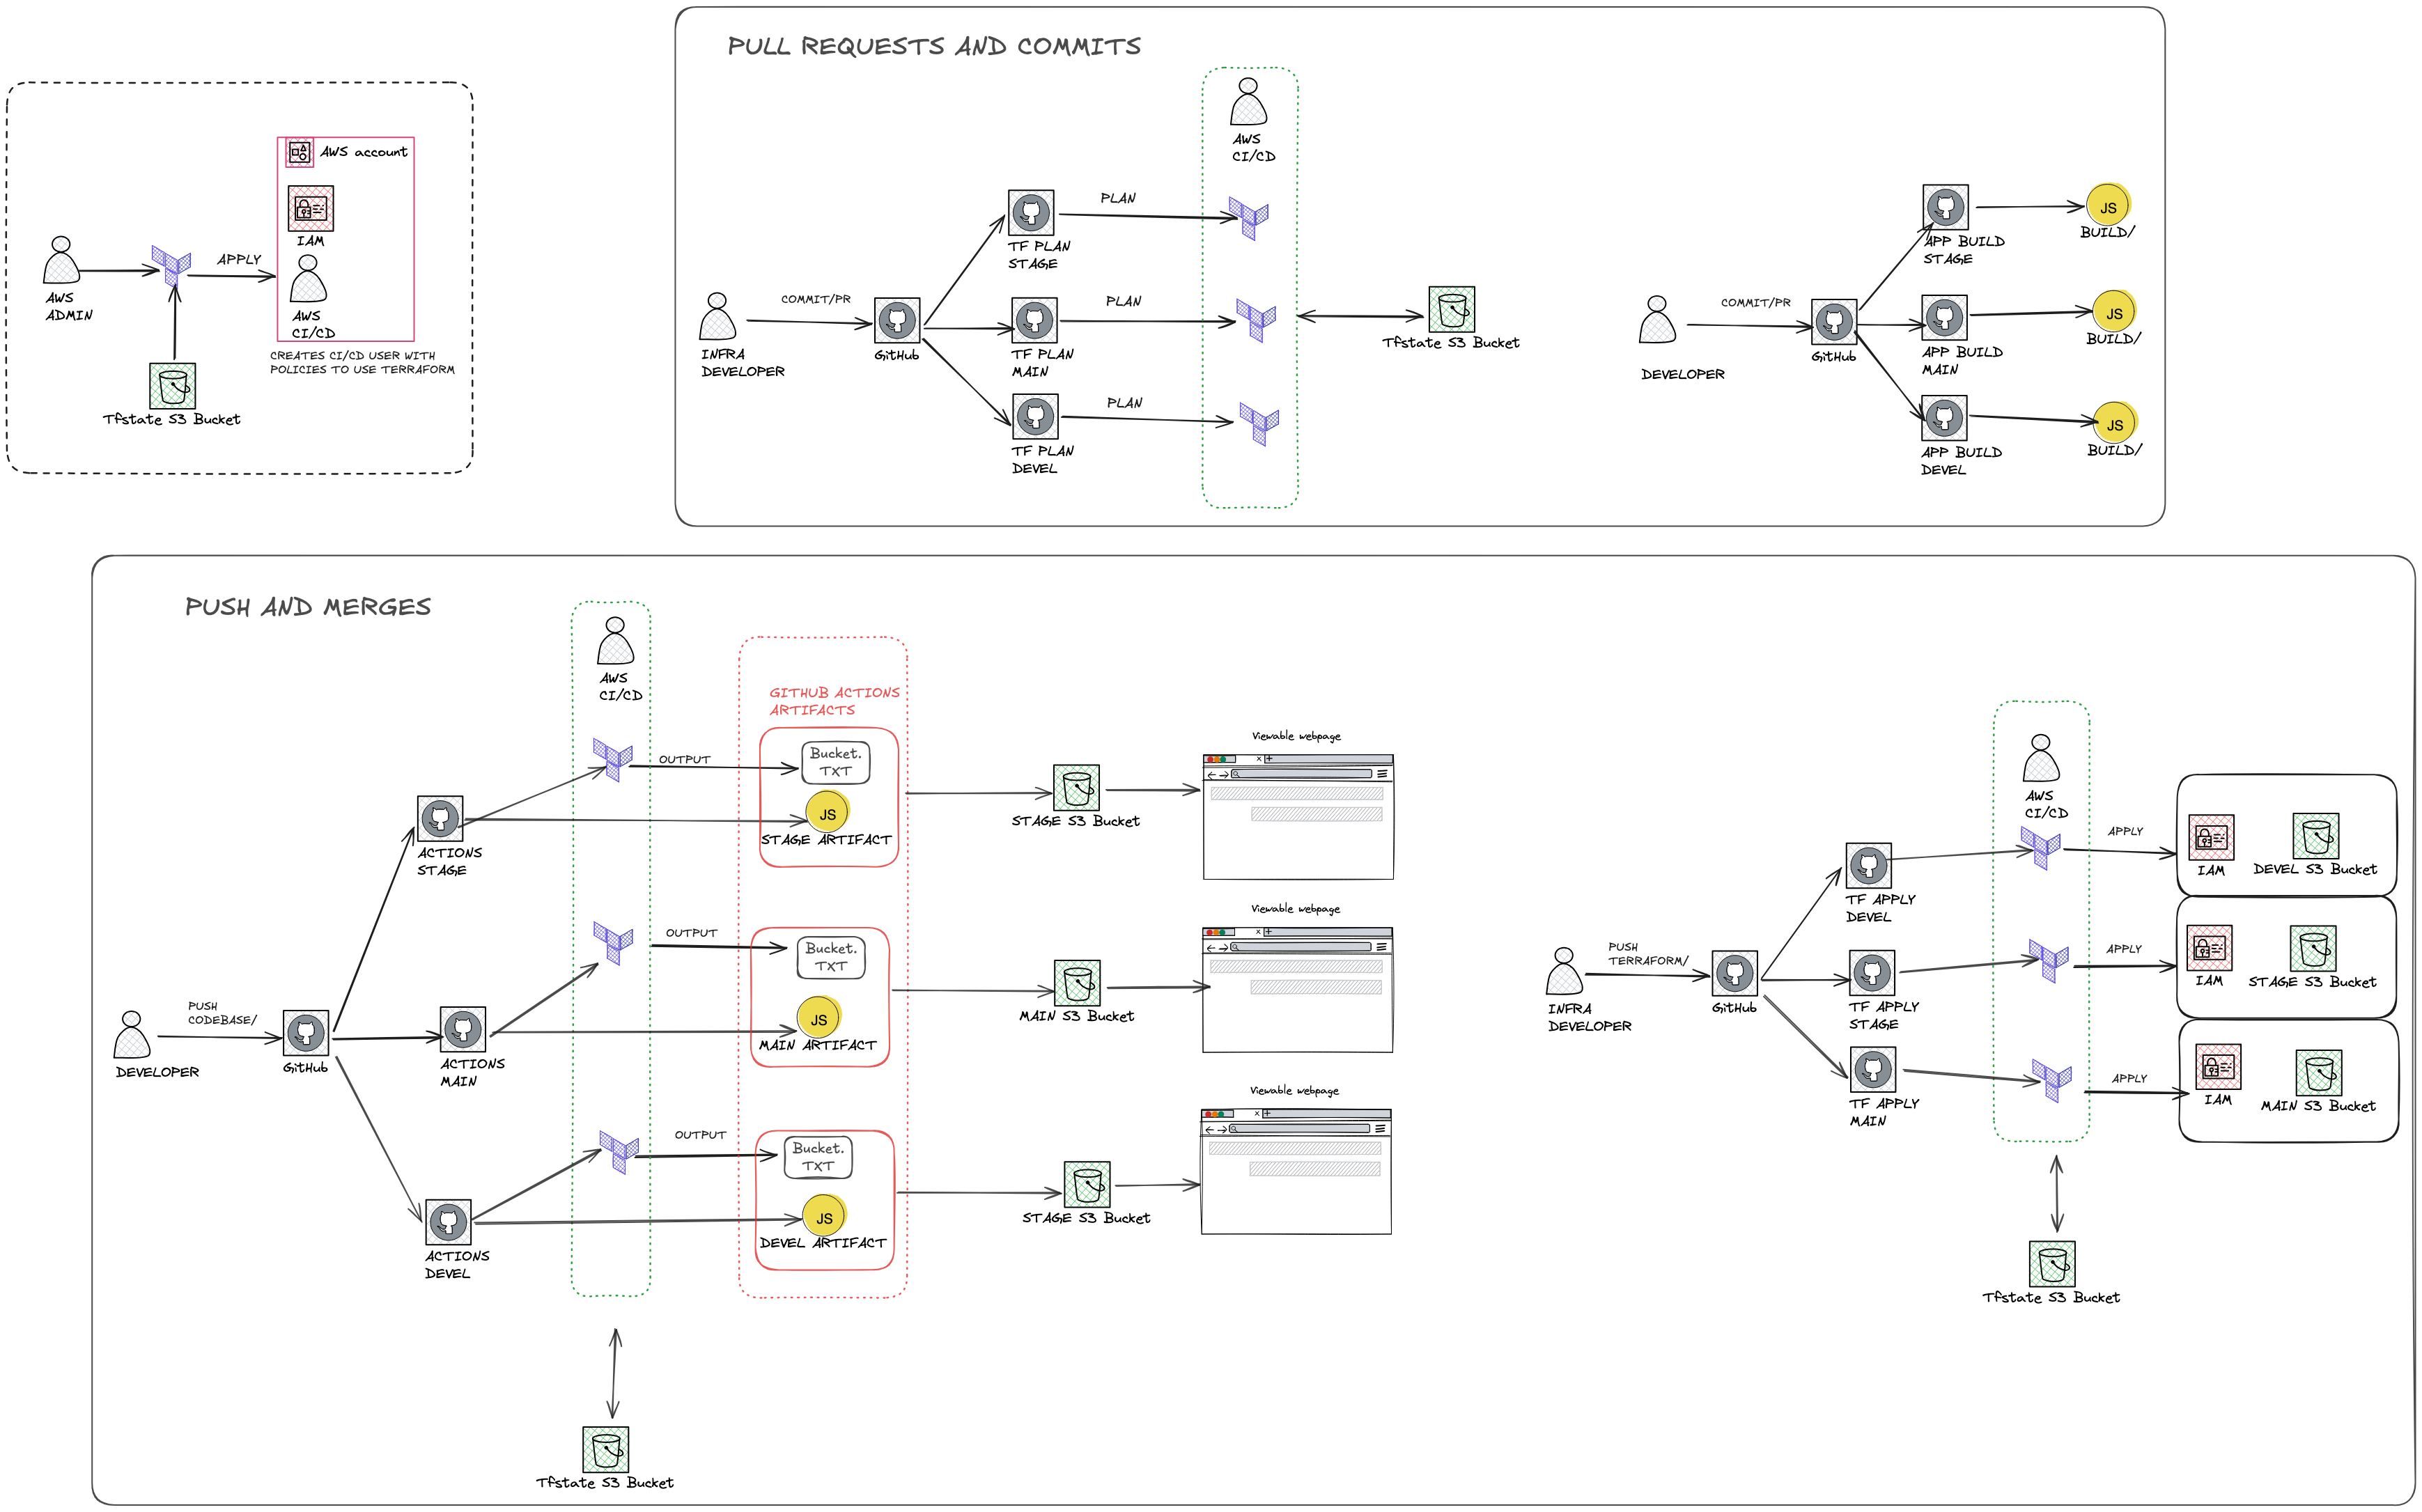 AWS account
IAM
AWS
CI/CD
AWS
ADMIN
APPLY
CREATES CI/CD USER WITH
POLICIES TO USE TERRAFORM
Tfstate S3 Bucket
PULL REQUESTS AND COMMITS
AWS
CI/CD
INFRA
DEVELOPER
COMMIT/PR
GitHub
TF PLAN
STAGE
PLAN
TF PLAN
MAIN
PLAN
TF PLAN
DEVEL
PLAN
Tfstate S3 Bucket
DEVELOPER
COMMIT/PR
GitHub
APP BUILD
STAGE
JS
BUILD/
APP BUILD
MAIN
JS
BUILD/
APP BUILD
DEVEL
JS
BUILD/
PUSH AND MERGES
AWS
CI/CD
GITHUB ACTIONS
ARTIFACTS
DEVELOPER
PUSH
CODEBASE/
GitHub
ACTIONS
STAGE
OUTPUT
Bucket.
TXT
JS
STAGE ARTIFACT
STAGE S3 Bucket
Viewable webpage
ACTIONS
MAIN
OUTPUT
Bucket.
TXT
JS
MAIN ARTIFACT
MAIN S3 Bucket
Viewable webpage
ACTIONS
DEVEL
OUTPUT
Bucket.
TXT
JS
DEVEL ARTIFACT
STAGE S3 Bucket
Viewable webpage
Tfstate S3 Bucket
INFRA
DEVELOPER
PUSH
TERRAFORM/
GitHub
AWS
CI/CD
TF APPLY
DEVEL
APPLY
IAM
DEVEL S3 Bucket
TF APPLY
STAGE
APPLY
IAM
STAGE S3 Bucket
TF APPLY
MAIN
APPLY
IAM
MAIN S3 Bucket
Tfstate S3 Bucket